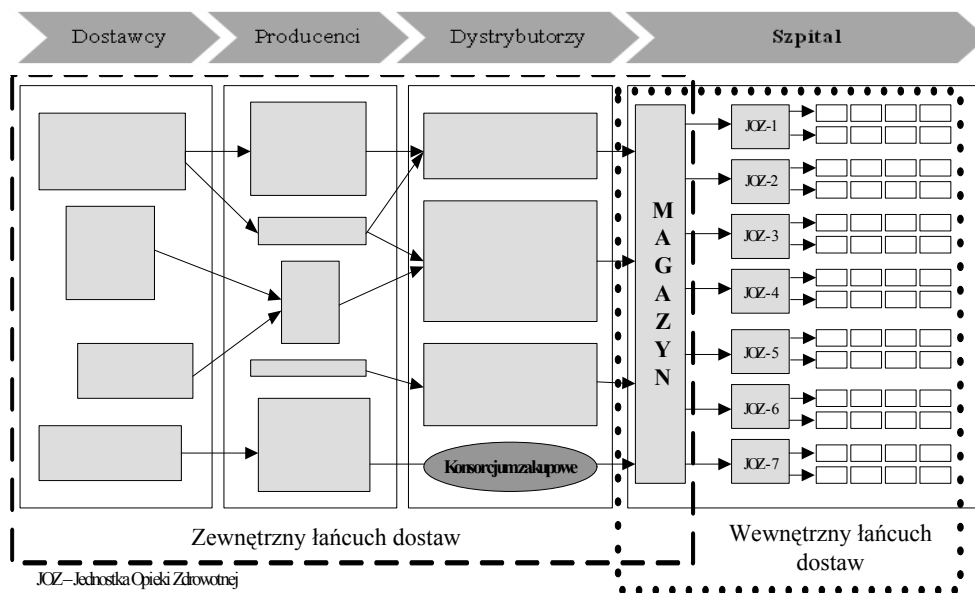 Dostawcy
Producenci
Dystrybutorzy
Szpital
MAGAZYN
JOZ-1
JOZ-2
JOZ-3
JOZ-4
JOZ-5
JOZ-6
JOZ-7
Konsorcjum zakupowe
Zewnętrzny łańcuch dostaw
Wewnętrzny łańcuch
dostaw
JOZ – Jednostka Opieki Zdrowotnej